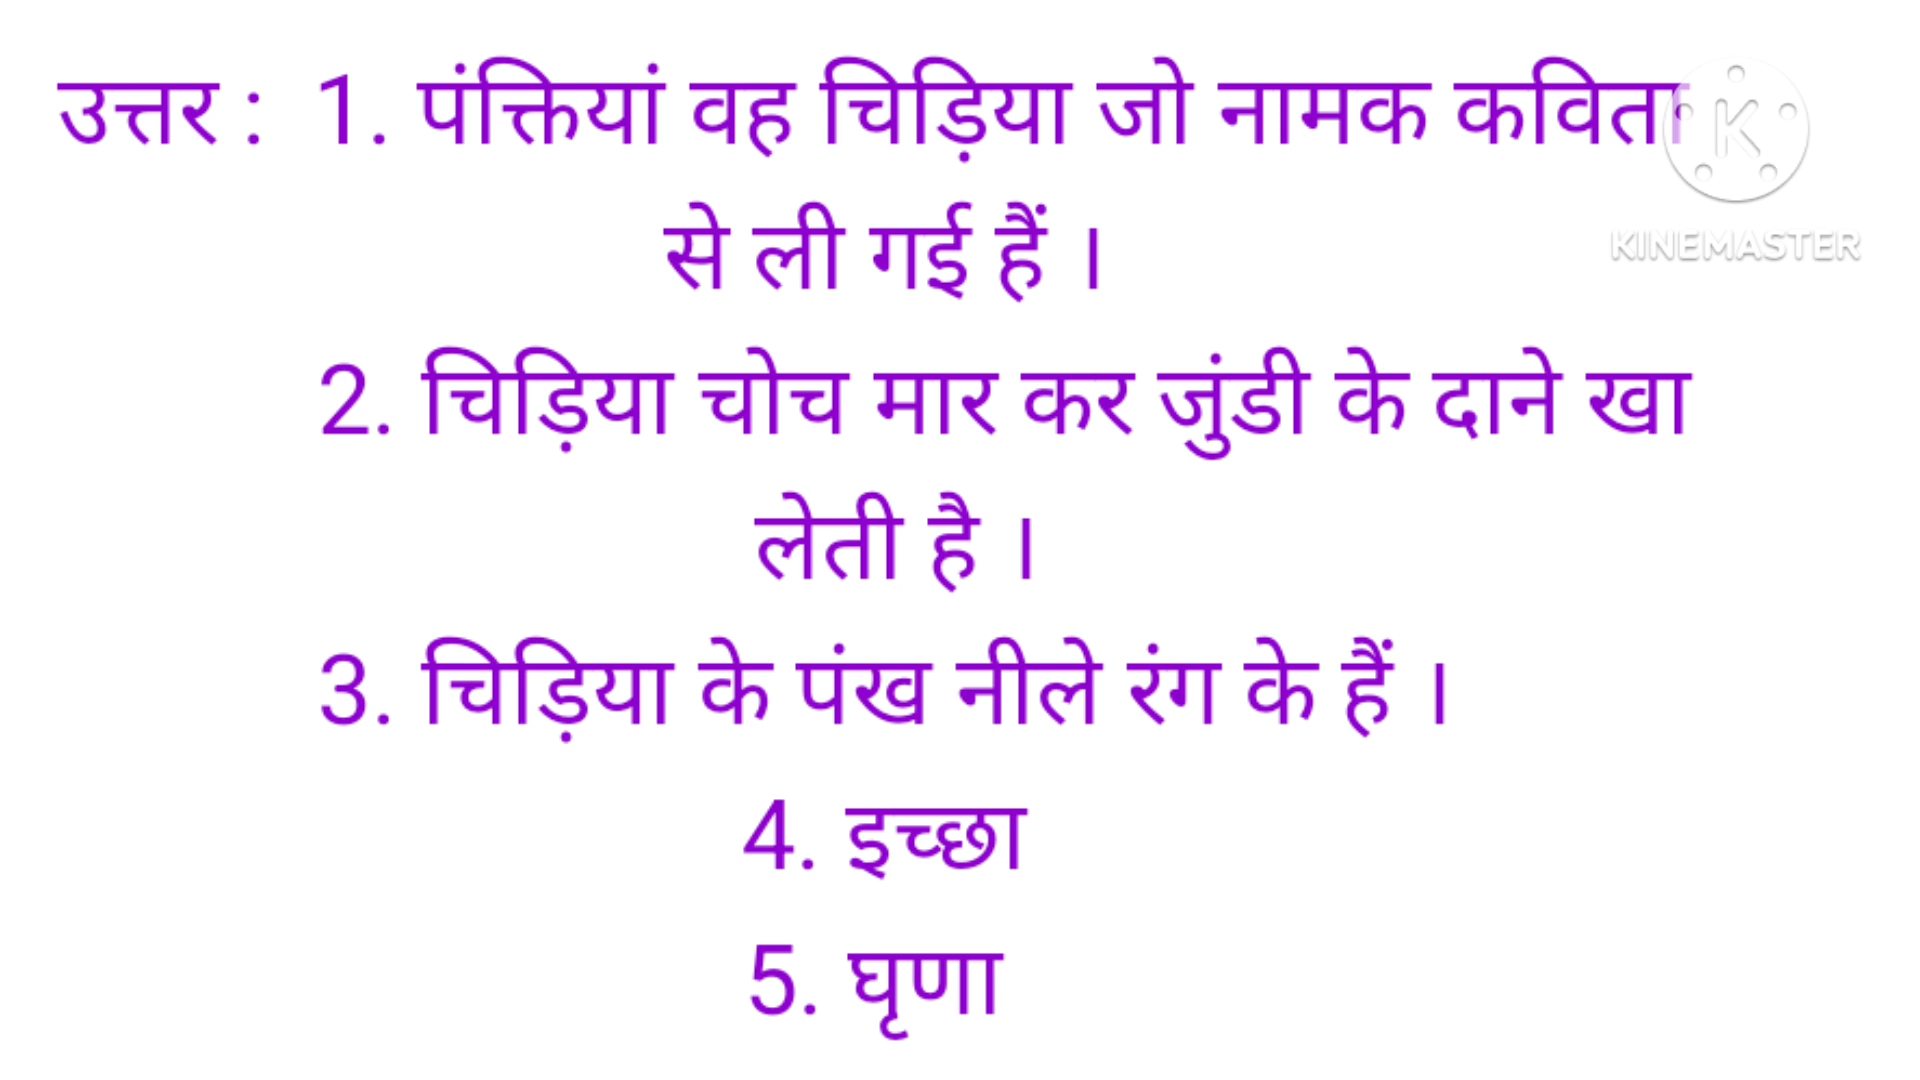 उत्तर : 1. पंक्तियां वह चिड़िया जो नामक कविता
से ली गई हैं ।
2. चिड़िया चोच मार कर जुंडी के दाने खा
लेती है ।
3. चिड़िया के पंख नीले रंग के हैं ।
4. इच्छा
5. घृणा
K
KINEMASTER